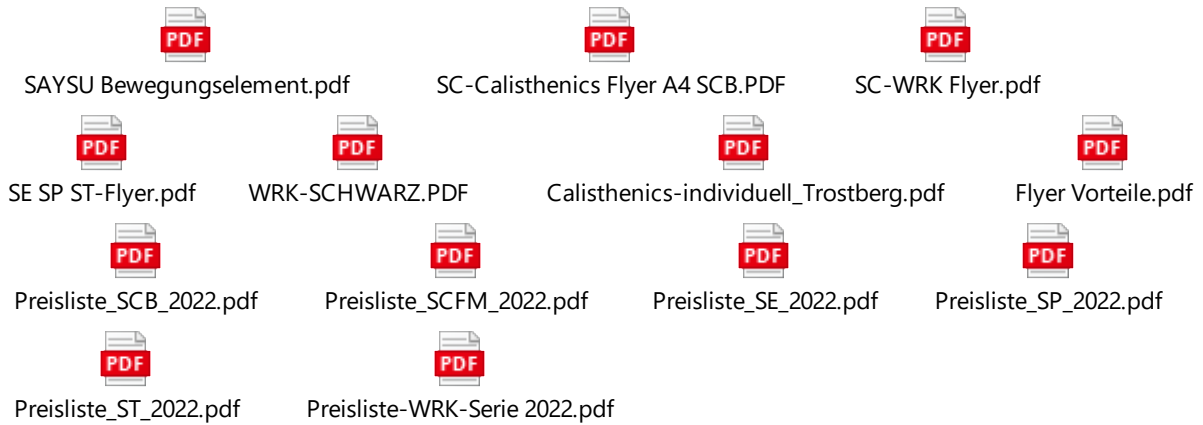 PDF PDF PDF
SAYSU Bewegungselement.pdf SC-Calisthenics Flyer A4 SCB.PDF SC-WRK Flyer.pdf
PDF PDF PDF PDF
SE SP ST-Flyer.pdf WRK-SCHWARZ.PDF Calisthenics-individuell_Trostberg.pdf Flyer Vorteile.pdf
PDF PDF PDF PDF
Preisliste_SCB_2022.pdf Preisliste_SCFM_2022.pdf Preisliste_SE_2022.pdf Preisliste_SP_2022.pdf
PDF PDF
Preisliste_ST_2022.pdf Preisliste-WRK-Serie 2022.pdf